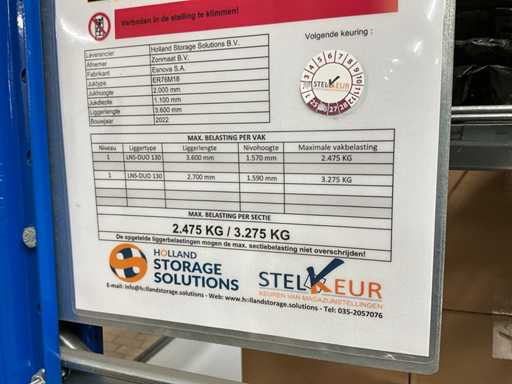 Verboden in de stelling te klimmen!
Volgende keuring :
Leverancier Holland Storage Solutions B.V.
Afnemer Zonmaat B.V.
Fabrikant Esnova S.A.
Juktype ER76M18
Jukhoogte 2.000 mm
Jukdiepte 1.100 mm
Liggerlengte 3.600 mm
Bouwjaar 2022
STELKEUR
25 27 28
MAX. BELASTING PER VAK
Niveau Liggertype Liggerlengte Nivohoogte Maximale vakbelasting
1 LNS-DUO 130 3.600 mm 1.570 mm 2.475 KG
1 LNS-DUO 130 2.700 mm 1.590 mm 3.275 KG
MAX. BELASTING PER SECTIE
2.475 KG / 3.275 KG
De opgetelde liggerbelastingen mogen de max. sectiebelasting niet overschrijden!
HOLLAND
STORAGE
SOLUTIONS
STELKEUR
KEUREN VAN MAGAZIJNSTELLINGEN
E-mail: info@hollandstorage.solutions - Web: www.hollandstorage.solutions - Tel: 035-2057076